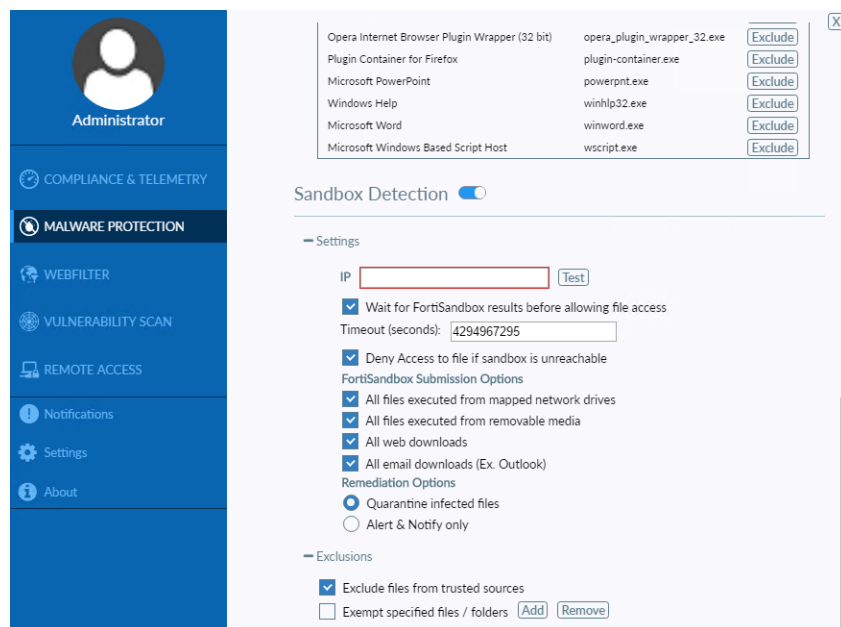 X
Opera Internet Browser Plugin Wrapper (32 bit) opera_plugin_wrapper_32.exe Exclude
Plugin Container for Firefox plugin-container.exe Exclude
Microsoft PowerPoint powerpnt.exe Exclude
Windows Help winhlp32.exe Exclude
Microsoft Word winword.exe Exclude
Microsoft Windows Based Script Host wscript.exe Exclude
Administrator
COMPLIANCE & TELEMETRY
MALWARE PROTECTION
WEBFILTER
VULNERABILITY SCAN
REMOTE ACCESS
Notifications
Settings
About
Sandbox Detection
Settings
IP Test
Wait for FortiSandbox results before allowing file access
Timeout (seconds): 4294967295
Deny Access to file if sandbox is unreachable
FortiSandbox Submission Options
All files executed from mapped network drives
All files executed from removable media
All web downloads
All email downloads (Ex. Outlook)
Remediation Options
Quarantine infected files
Alert & Notify only
Exclusions
Exclude files from trusted sources
Exempt specified files / folders Add Remove